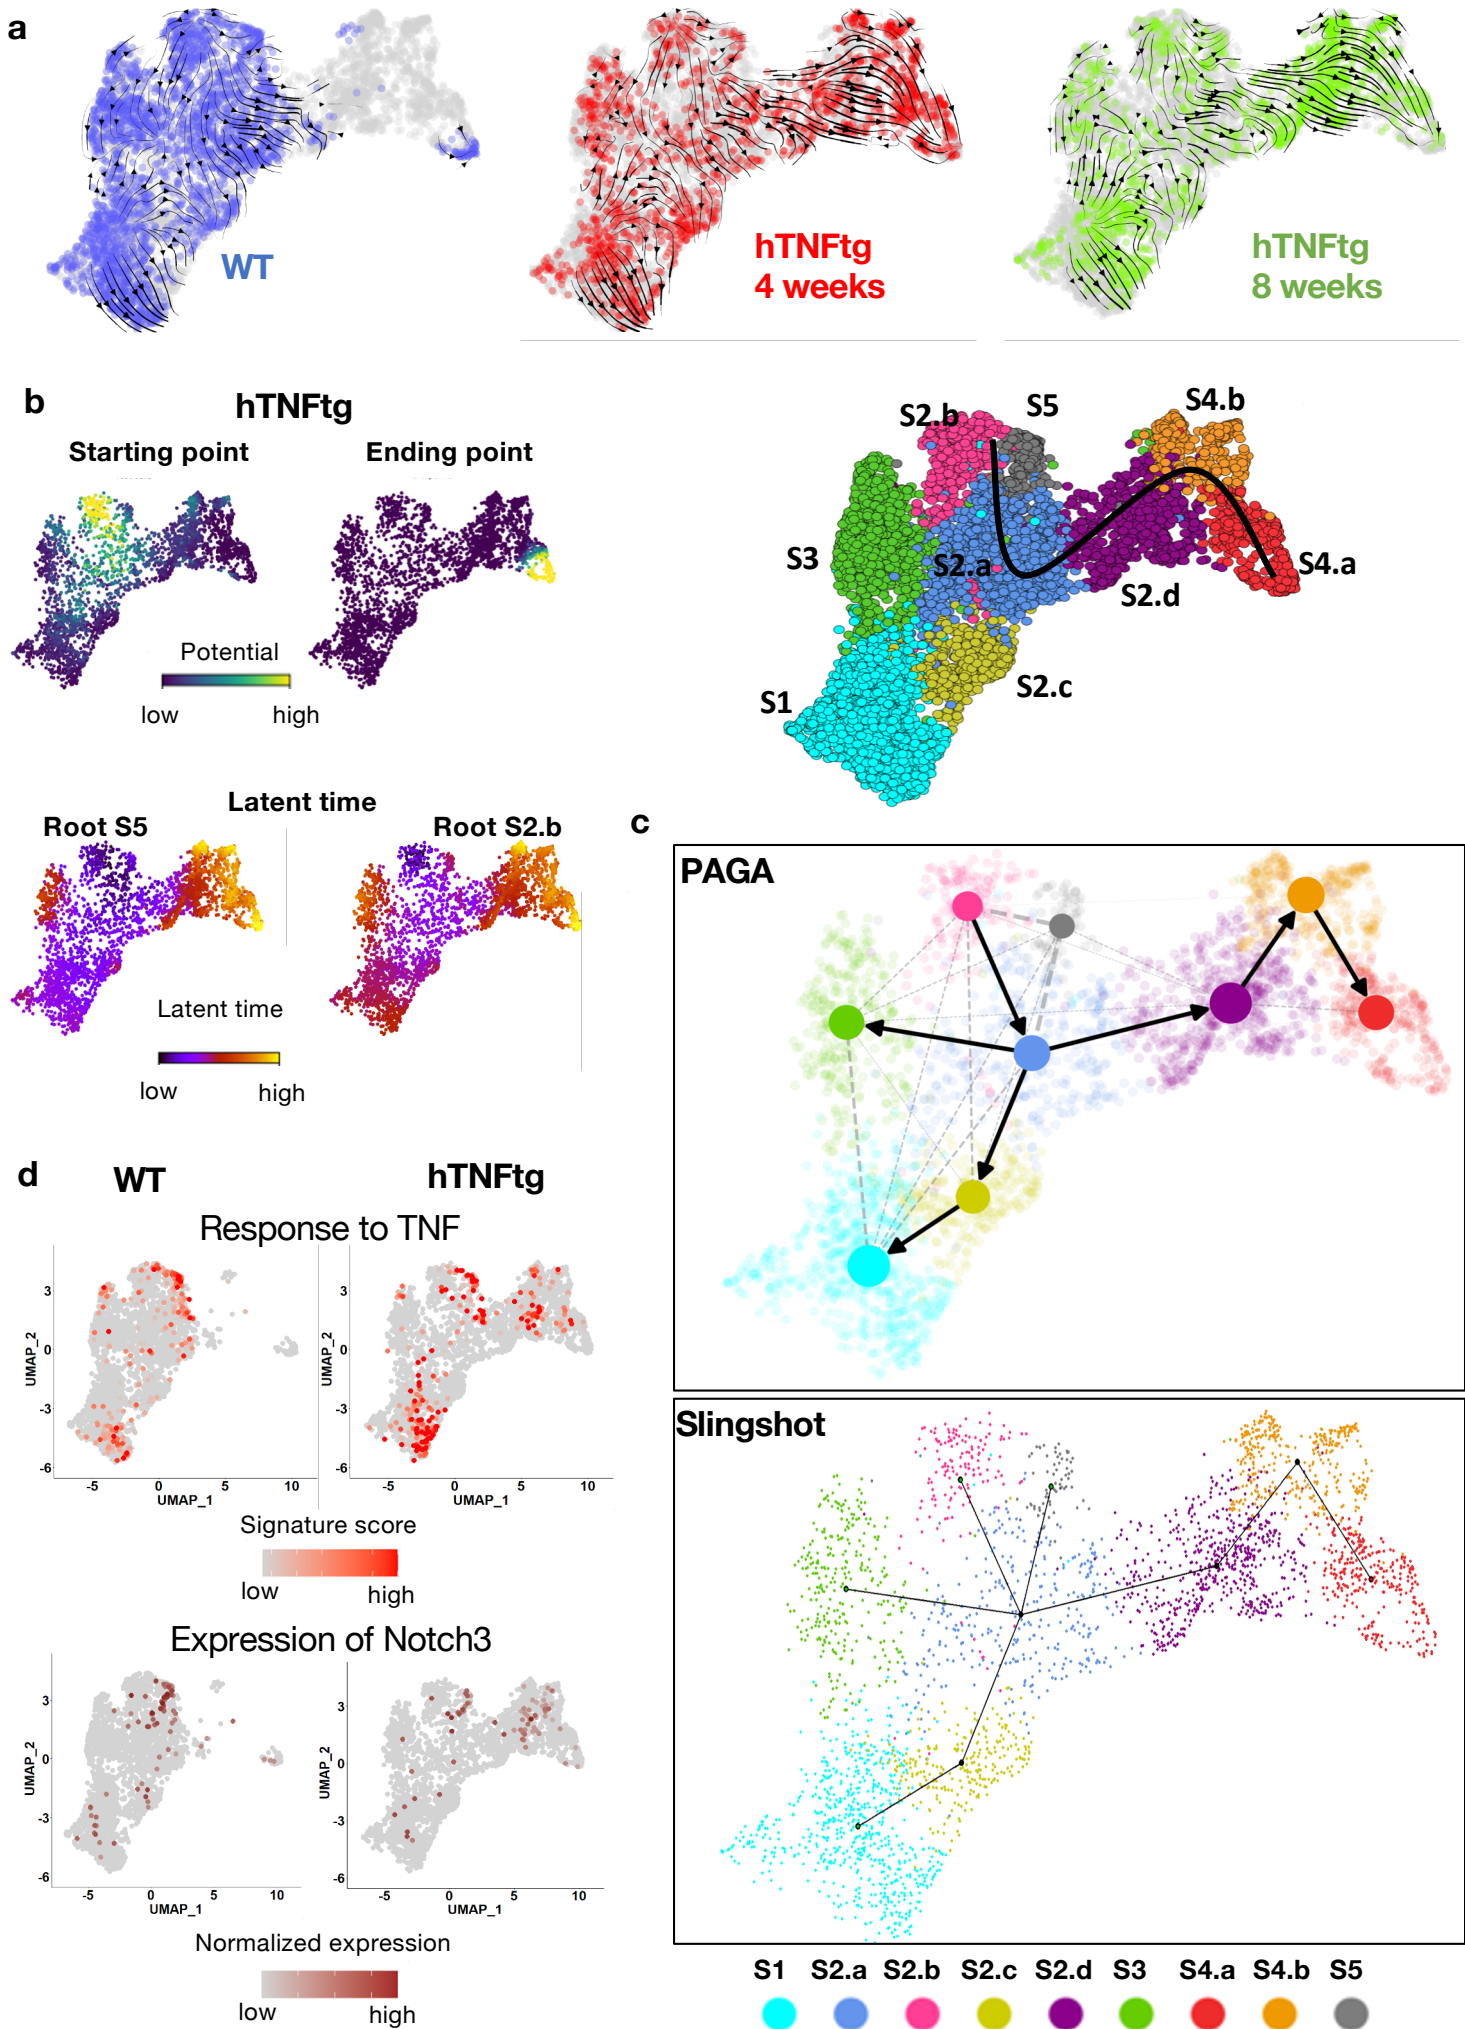 a
WT
hTNFtg
4 weeks
hTNFtg
8 weeks
b
hTNFtg
Starting point
Ending point
Potential
low
high
S2.b
S5
S4.b
S3
S2.a
S4.a
S2.d
S2.c
S1
Latent time
Root S5
Root S2.b
Latent time
low
high
c
PAGA
Slingshot
d
WT
hTNFtg
Response to TNF
3
0
-3
-6
UMAP_2
-5
0
5
10
UMAP_1
3
0
-3
-6
UMAP_2
-5
0
5
10
UMAP_1
Signature score
low
high
Expression of Notch3
3
0
-3
-6
UMAP_2
-5
0
5
10
UMAP_1
3
0
-3
-6
UMAP_2
-5
0
5
10
UMAP_1
Normalized expression
low
high
S1 S2.a S2.b S2.c S2.d S3 S4.a S4.b S5